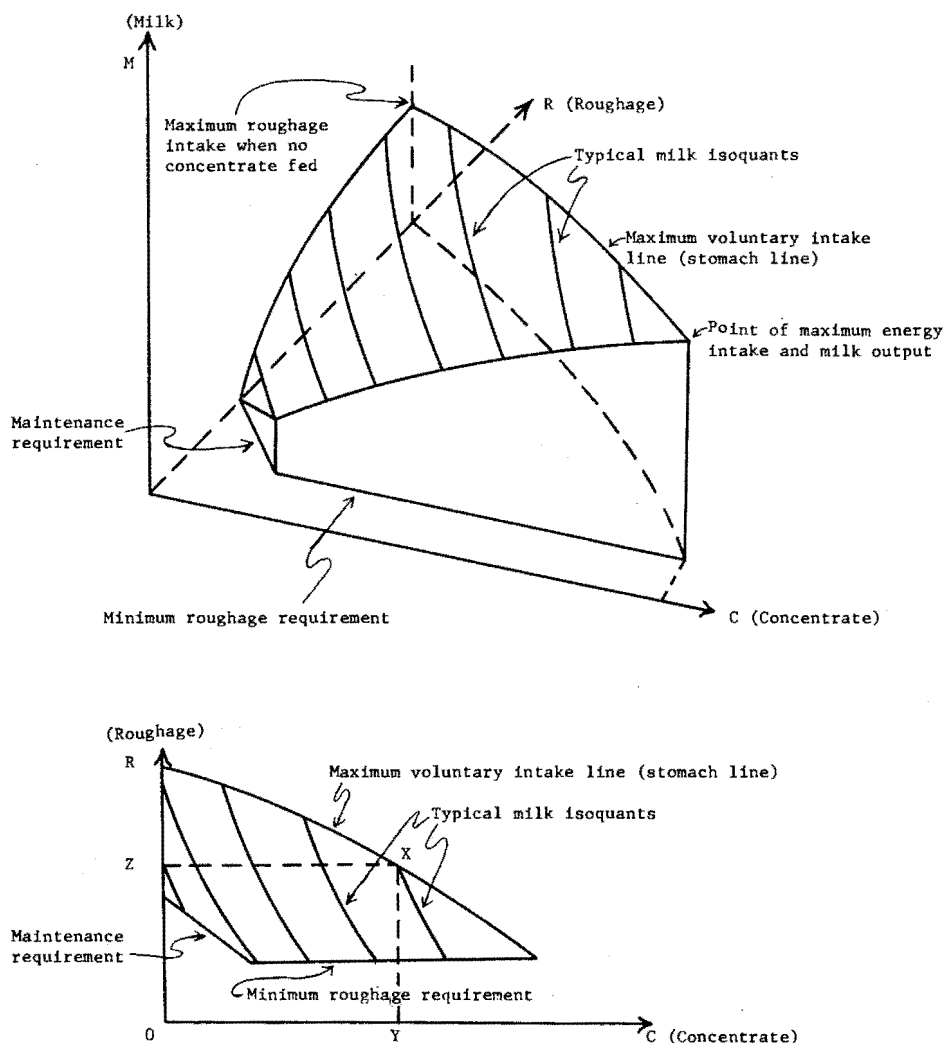 (Milk)
M
R (Roughage)
Maximum roughage
intake when no
concentrate fed
Typical milk isoquants
Maximum voluntary intake
line (stomach line)
Point of maximum energy
intake and milk output
Maintenance
requirement
Minimum roughage requirement
C (Concentrate)
(Roughage)
R
Maximum voluntary intake line (stomach line)
Typical milk isoquants
Z
X
Maintenance
requirement
Minimum roughage requirement
O
Y
C (Concentrate)